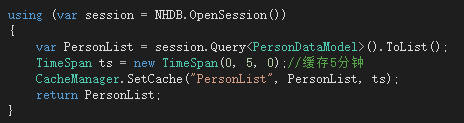 using (var session = NHDB.OpenSession())
{
    var PersonList = session.Query<PersonDataModel>().ToList();
    TimeSpan ts = new TimeSpan(0, 5, 0);//缓存5分钟
    CacheManager.SetCache("PersonList", PersonList, ts);
    return PersonList;
}